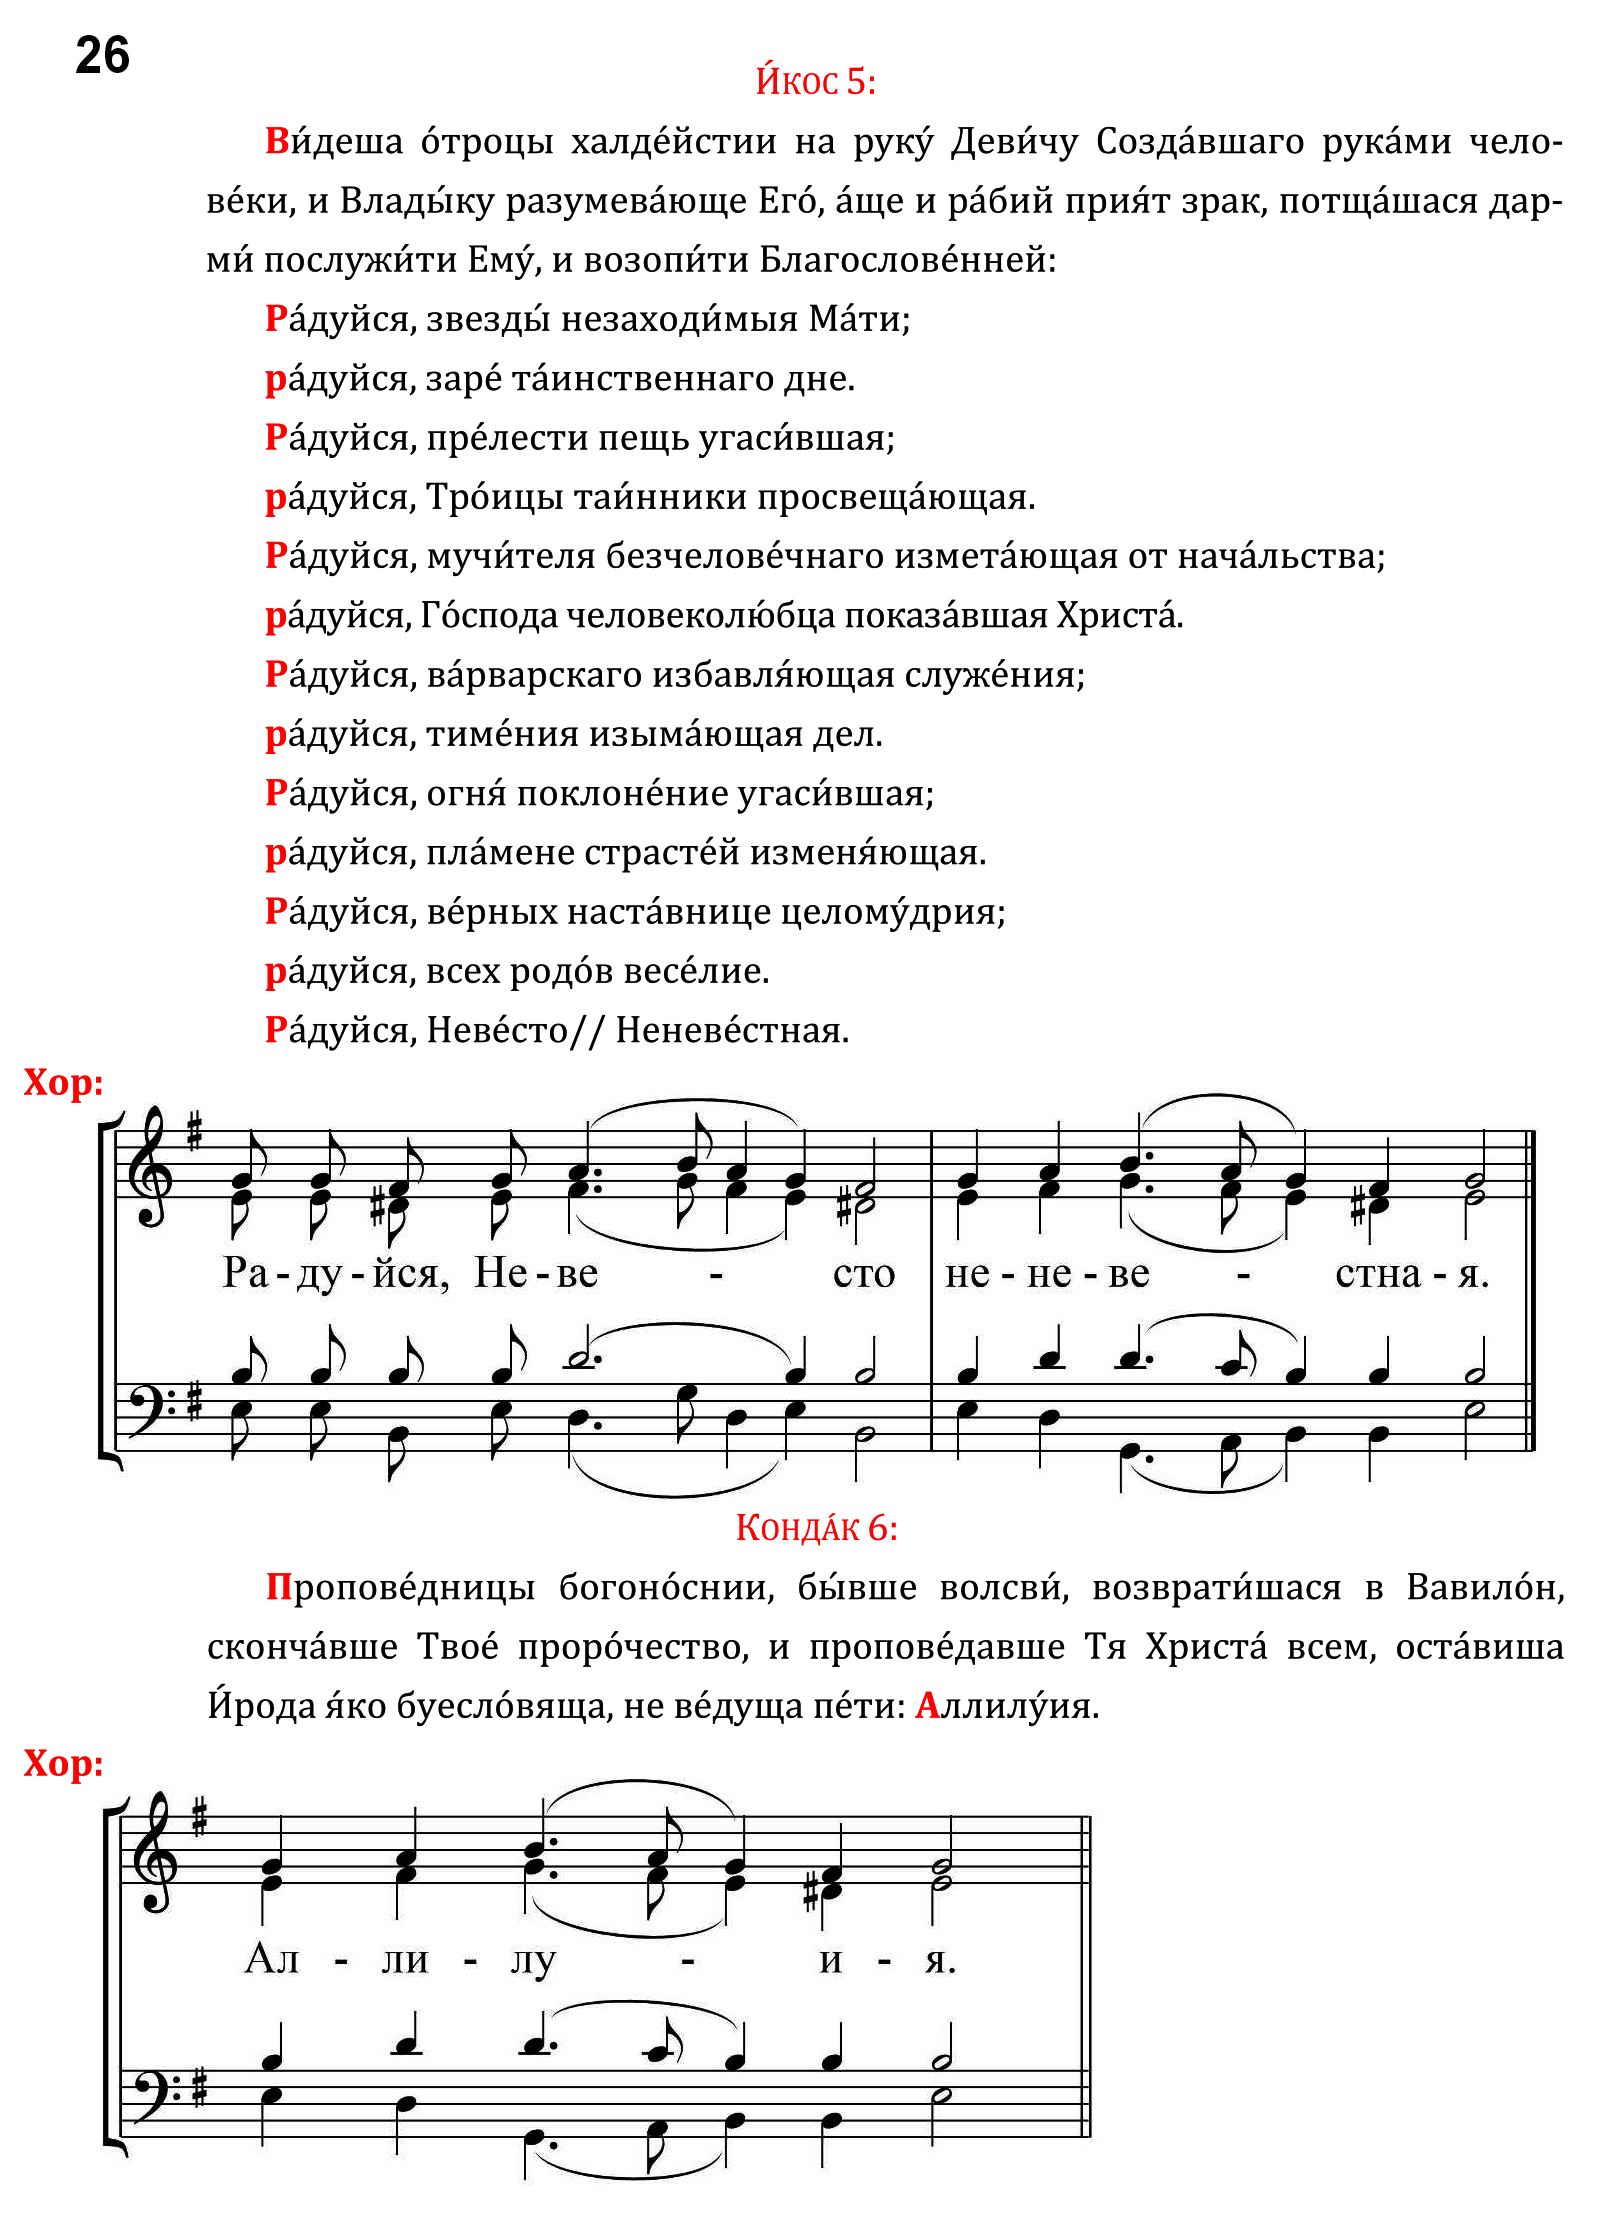 26
И́кос 5:
Ви́деша о́троцы халде́йстии на руку́ Деви́чу Созда́вшаго рука́ми чело-
ве́ки, и Влады́ку разумева́юще Его́, а́ще и ра́бий прия́т зрак, потща́шася дар-
ми́ послужи́ти Ему́, и возопи́ти Благослове́нней:
Ра́дуйся, звезды́ незаходи́мыя Ма́ти;
ра́дуйся, заре́ та́инственнаго дне.
Ра́дуйся, пре́лести пещь угаси́вшая;
ра́дуйся, Тро́ицы таи́нники просвеща́ющая.
Ра́дуйся, мучи́теля безчелове́чнаго измета́ющая от нача́льства;
ра́дуйся, Го́спода человеколю́бца показа́вшая Христа́.
Ра́дуйся, ва́рварскаго избавля́ющая служе́ния;
ра́дуйся, тиме́ния изыма́ющая дел.
Ра́дуйся, огня́ поклоне́ние угаси́вшая;
ра́дуйся, пла́мене страсте́й изменя́ющая.
Ра́дуйся, ве́рных наста́внице целому́дрия;
ра́дуйся, всех родо́в весе́лие.
Ра́дуйся, Неве́сто// Неневе́стная.
Хор:
Ра - ду - йся, Не - ве - сто не - не - ве - стна - я.
Конда́к 6:
Пропове́дницы богоно́снии, бы́вше волсви́, возврати́шася в Вавило́н,
сконча́вше Твое́ проро́чество, и пропове́давше Тя Христа́ всем, оста́виша
И́рода я́ко буесло́вяща, не ве́дуща пе́ти: Аллилу́ия.
Хор:
Ал - ли - лу - и - я.